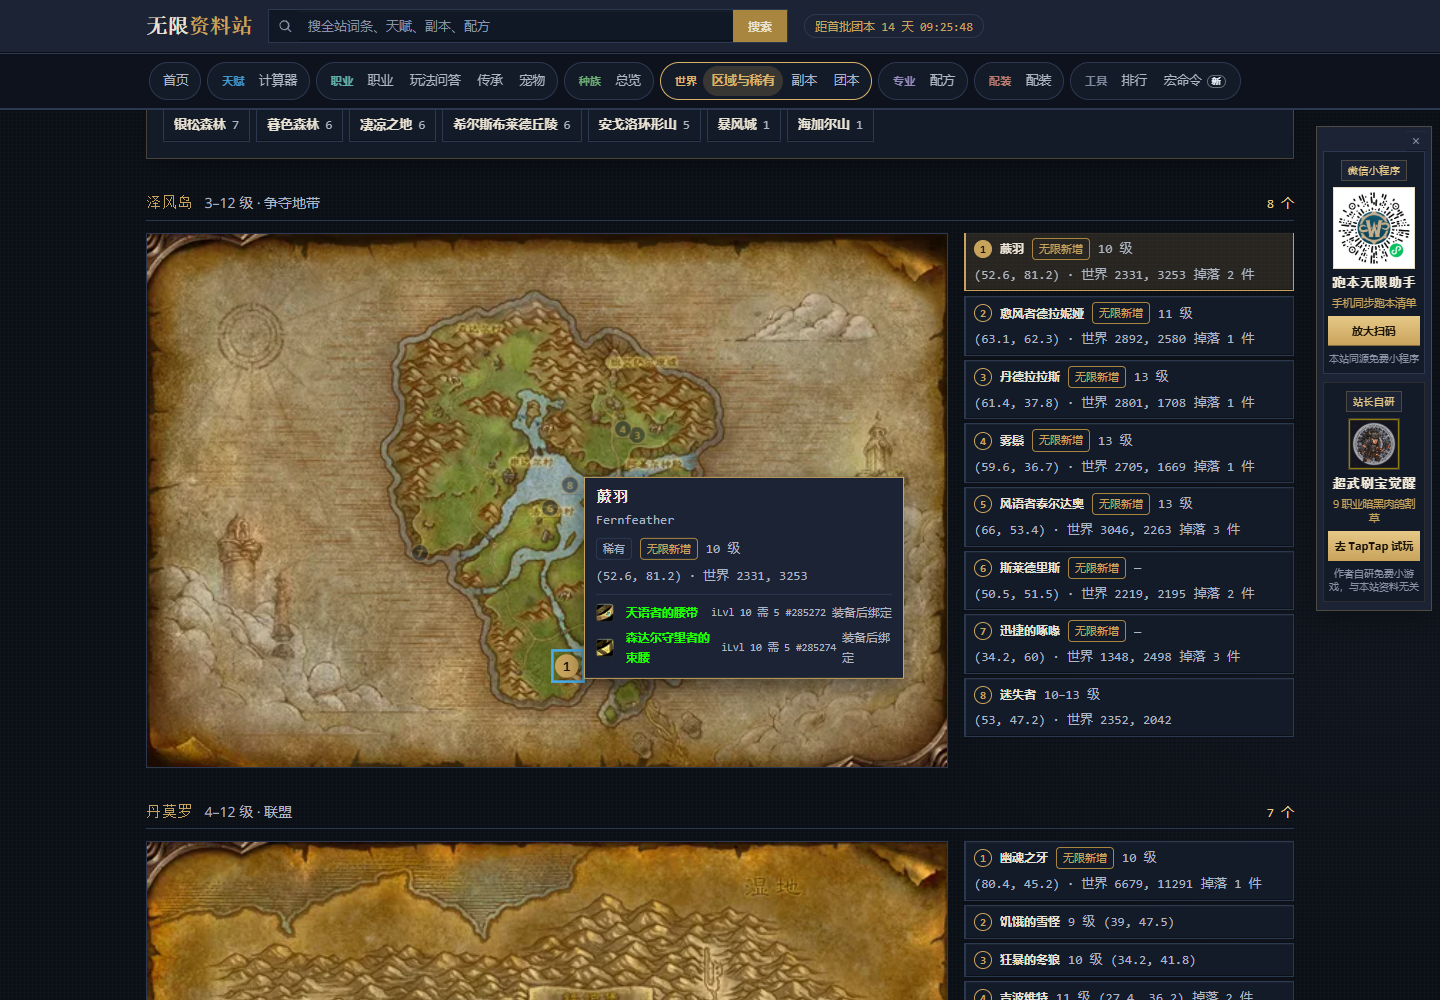 无限资料站
搜全站词条、天赋、副本、配方
搜索
距首批团本 14 天 09:25:48
首页
天赋 计算器
职业 职业 玩法问答 传承 宠物
种族 总览
世界 区域与稀有 副本 团本
专业 配方
配装 配装
工具 排行 宏命令 新
银松森林 7
暮色森林 6
凄凉之地 6
希尔斯布莱德丘陵 6
安戈洛环形山 5
暴风城 1
海加尔山 1
泽风岛 3–12 级 · 争夺地带
8 个
1 蕨羽 无限新增 10 级
(52.6, 81.2) · 世界 2331, 3253 掉落 2 件
2 愈风者德拉妮娅 无限新增 11 级
(63.1, 62.3) · 世界 2892, 2580 掉落 1 件
3 丹德拉拉斯 无限新增 13 级
(61.4, 37.8) · 世界 2801, 1708 掉落 1 件
4 雾鬃 无限新增 13 级
(59.6, 36.7) · 世界 2705, 1669 掉落 1 件
5 风语者泰尔达奥 无限新增 13 级
(66, 53.4) · 世界 3046, 2263 掉落 3 件
6 斯莱德里斯 无限新增 —
(50.5, 51.5) · 世界 2219, 2195 掉落 2 件
7 迅捷的啄喙 无限新增 —
(34.2, 60) · 世界 1348, 2498 掉落 3 件
8 迷失者 10–13 级
(53, 47.2) · 世界 2352, 2042
4
3
8
6
7
1
蕨羽
Fernfeather
稀有 无限新增 10 级
(52.6, 81.2) · 世界 2331, 3253
天语者的腰带 iLvl 10 需 5 #285272 装备后绑定
森达尔守望者的束腰 iLvl 10 需 5 #285274 装备后绑定
丹莫罗 4–12 级 · 联盟
7 个
湿地
1 幽魂之牙 无限新增 10 级
(80.4, 45.2) · 世界 6679, 11291 掉落 1 件
2 饥饿的雪怪 9 级 (39, 47.5)
3 狂暴的冬狼 10 级 (34.2, 41.8)
4 吉波维特 11 级 (27.4, 36.2) 掉落 2 件
×
微信小程序
跑本无限助手
手机同步跑本清单
放大扫码
本站同源免费小程序
站长自研
超武刷宝觉醒
9 职业暗黑肉鸽割草
去 TapTap 试玩
作者自研免费小游戏，与本站资料无关